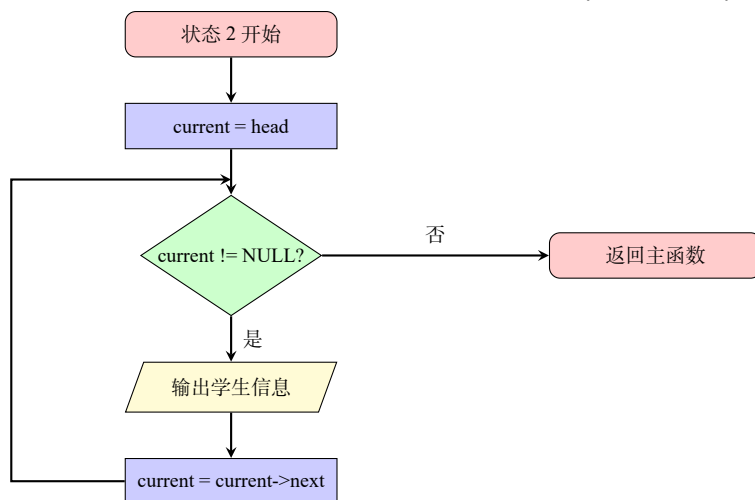 状态 2 开始
current = head
current != NULL?
否
返回主函数
是
输出学生信息
current = current->next